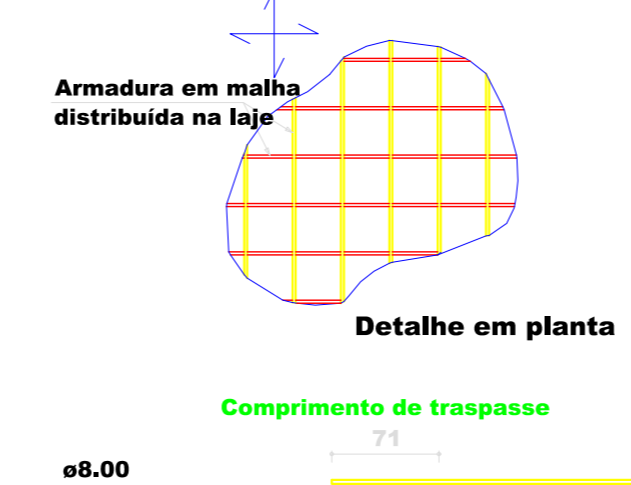 Armadura em malha
distribuída na laje
Detalhe em planta
Comprimento de traspasse
71
ø8.00